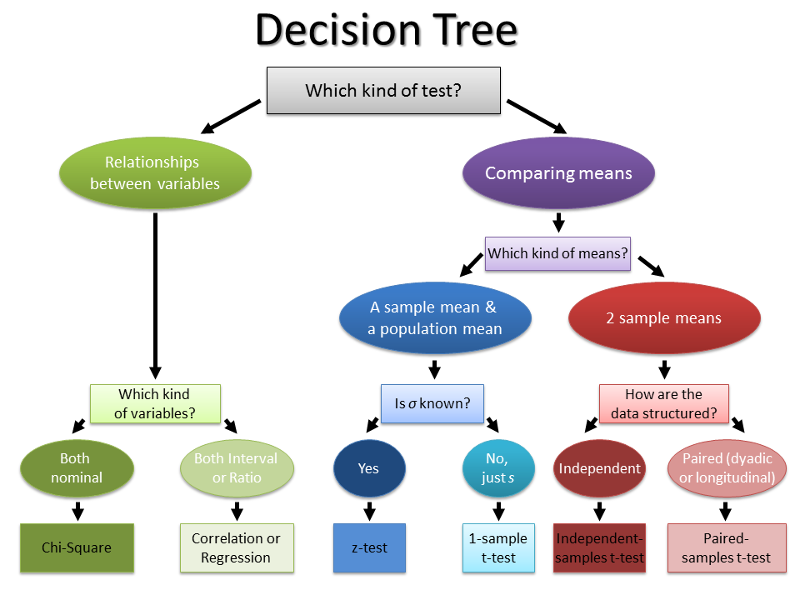 Decision Tree
Which kind of test?
Relationships
between variables
Comparing means
Which kind of means?
A sample mean &
a population mean
2 sample means
Which kind
of variables?
Is σ known?
How are the
data structured?
Both
nominal
Both Interval
or Ratio
Yes
No,
just s
Independent
Paired (dyadic
or longitudinal)
Chi-Square
Correlation or
Regression
z-test
1-sample
t-test
Independent-
samples t-test
Paired-
samples t-test